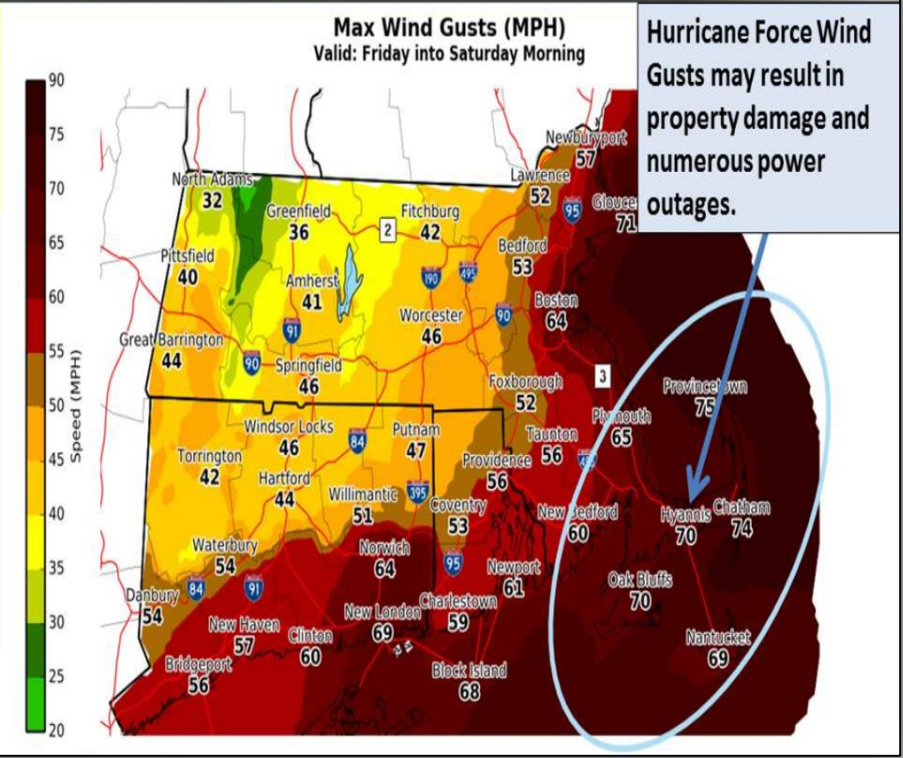 Max Wind Gusts (MPH)
Valid: Friday into Saturday Morning
Hurricane Force Wind
Gusts may result in
property damage and
numerous power
outages.
90
75
70
65
60
55
50
45
40
35
30
25
20
Speed (MPH)
Newburyport
57
North Adams
32
Lawrence
52
95
Glouce
71
Greenfield
36
2
Fitchburg
42
Bedford
53
Pittsfield
40
190
495
Amherst
41
Boston
64
Worcester
46
90
91
Great Barrington
44
90
Springfield
46
3
Foxborough
52
Provincetown
75
Plymouth
65
Windsor Locks
46
84
Putnam
47
Taunton
56
Torrington
42
Providence
56
Hartford
44
Willimantic
51
395
Coventry
53
New Bedford
60
Hyannis
70
Chatham
74
Waterbury
54
Norwich
64
95
Newport
61
Oak Bluffs
70
Danbury
54
84
91
New London
69
Charlestown
59
New Haven
57
Clinton
60
Nantucket
69
Bridgeport
56
Block Island
68